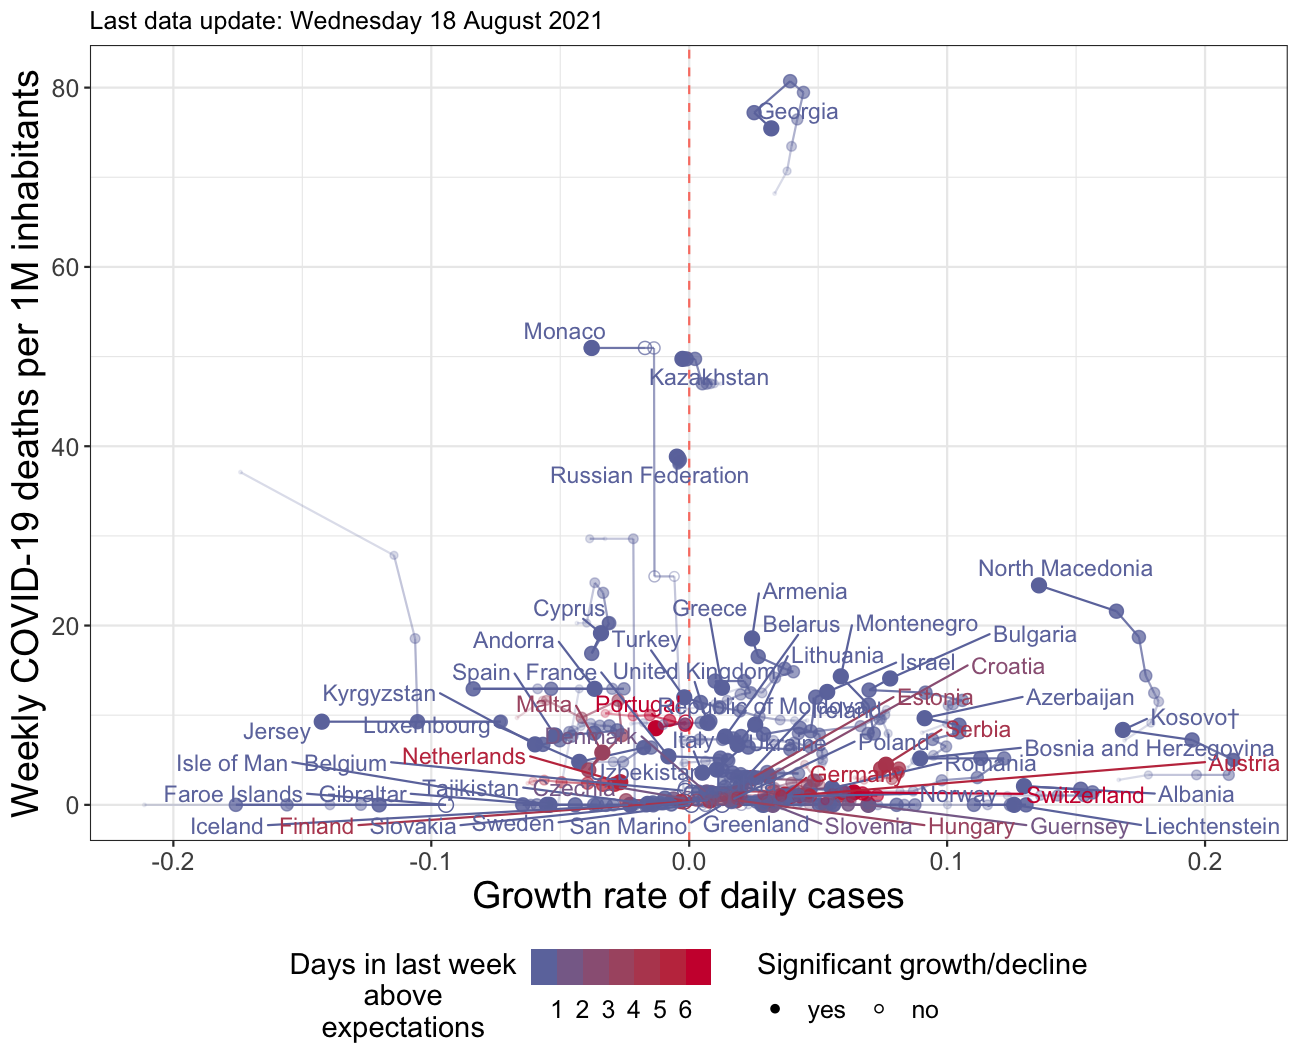 Last data update: Wednesday 18 August 2021
Weekly COVID-19 deaths per 1M inhabitants
80
60
40
20
0
Georgia
Monaco
Kazakhstan
Russian Federation
North Macedonia
Armenia
Cyprus
Greece
Belarus
Montenegro
Bulgaria
Andorra
Turkey
Lithuania
Israel
Croatia
Spain
France
United Kingdom
Kyrgyzstan
Malta
Portugal
Republic of Moldova
Estonia
Azerbaijan
Kosovo†
Jersey
Luxembourg
Denmark
Italy
Ireland
Ukraine
Poland
Serbia
Bosnia and Herzegovina
Isle of Man
Belgium
Netherlands
Uzbekistan
Germany
Romania
Austria
Faroe Islands
Gibraltar
Tajikistan
Czechia
Norway
Switzerland
Albania
Iceland
Finland
Slovakia
Sweden
San Marino
Greenland
Slovenia
Hungary
Guernsey
Liechtenstein
-0.2
-0.1
0.0
0.1
0.2
Growth rate of daily cases
Days in last week
above
expectations
1 2 3 4 5 6
Significant growth/decline
yes
no